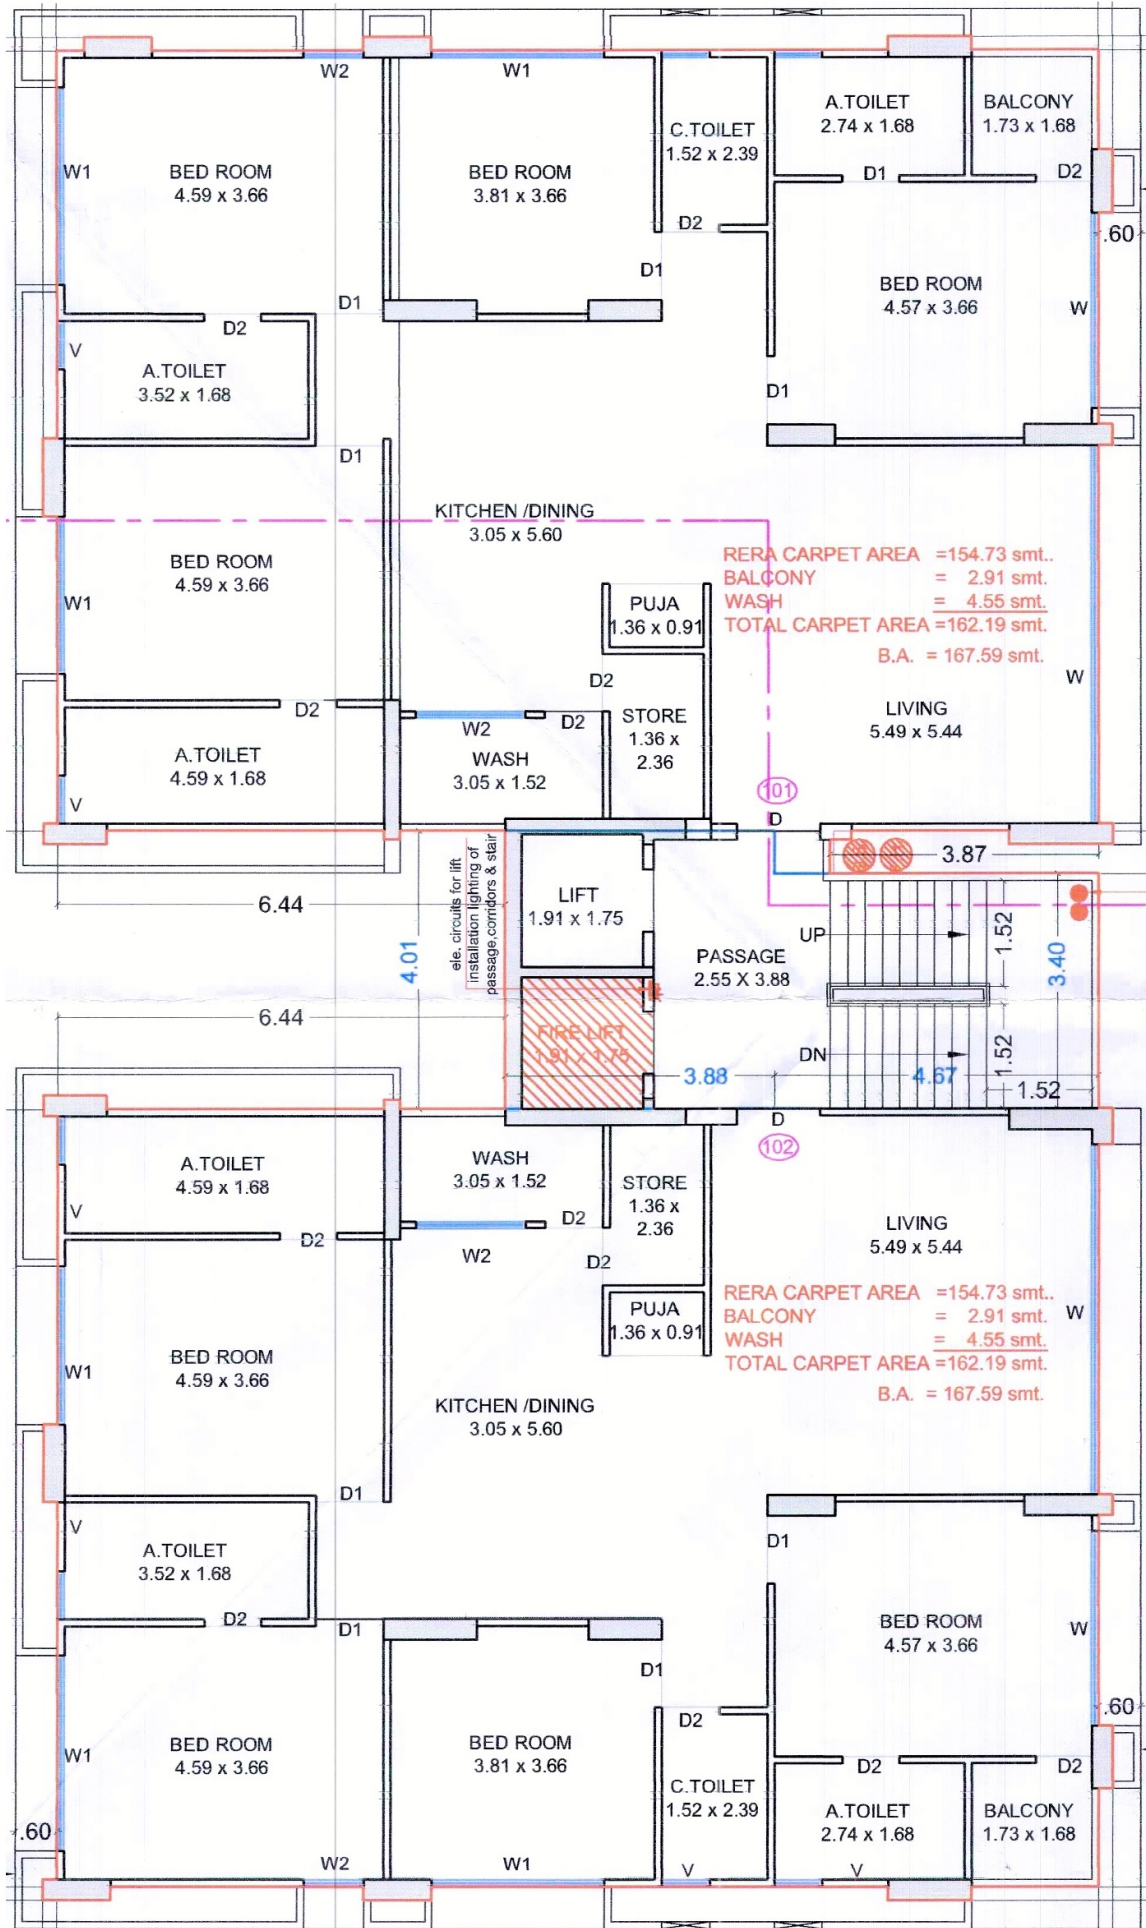 W2
W1
A.TOILET
2.74 x 1.68
BALCONY
1.73 x 1.68
C.TOILET
1.52 x 2.39
W1
BED ROOM
4.59 x 3.66
BED ROOM
3.81 x 3.66
D1
D2
D2
.60
D1
BED ROOM
4.57 x 3.66
W
D1
D2
V
A.TOILET
3.52 x 1.68
D1
D1
KITCHEN /DINING
3.05 x 5.60
BED ROOM
4.59 x 3.66
W1
RERA CARPET AREA =154.73 smt..
BALCONY = 2.91 smt.
WASH = 4.55 smt.
TOTAL CARPET AREA =162.19 smt.
B.A. = 167.59 smt.
PUJA
1.36 x 0.91
D2
W
D2
STORE
1.36 x
2.36
D2
W2
LIVING
5.49 x 5.44
A.TOILET
4.59 x 1.68
WASH
3.05 x 1.52
V
101
D
3.87
6.44
4.01
ele. circuits for lift
installation lighting of
passage,corridors & stair
LIFT
1.91 x 1.75
UP
1.52
3.40
PASSAGE
2.55 X 3.88
6.44
FIRE LIFT
1.91 x 1.75
DN
1.52
3.88
4.67
1.52
D
102
A.TOILET
4.59 x 1.68
WASH
3.05 x 1.52
STORE
1.36 x
2.36
V
D2
D2
W2
D2
LIVING
5.49 x 5.44
RERA CARPET AREA =154.73 smt..
BALCONY = 2.91 smt.
WASH = 4.55 smt.
TOTAL CARPET AREA =162.19 smt.
B.A. = 167.59 smt.
PUJA
1.36 x 0.91
W
BED ROOM
4.59 x 3.66
W1
KITCHEN /DINING
3.05 x 5.60
D1
V
A.TOILET
3.52 x 1.68
D1
D2
D1
BED ROOM
4.57 x 3.66
W
D1
.60
D2
W1
BED ROOM
4.59 x 3.66
BED ROOM
3.81 x 3.66
D2
D2
C.TOILET
1.52 x 2.39
A.TOILET
2.74 x 1.68
BALCONY
1.73 x 1.68
.60
W2
W1
V
V